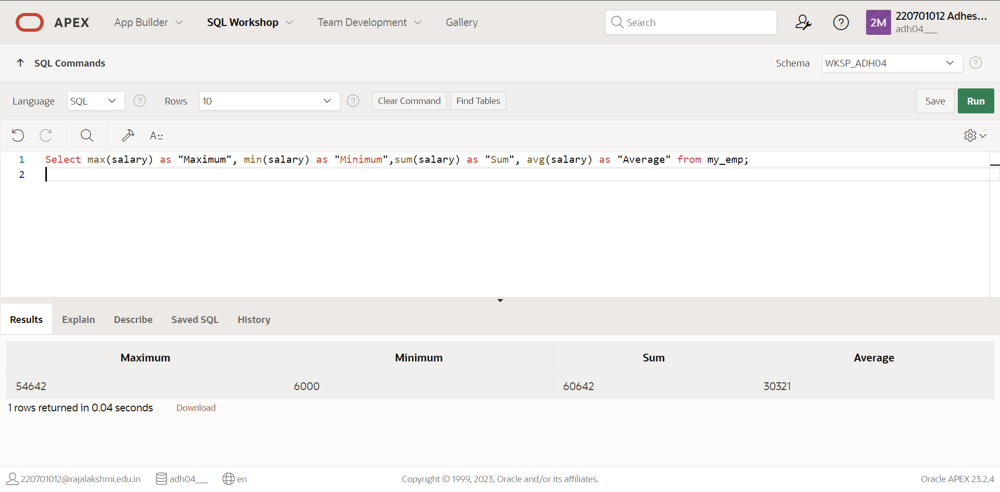 APEX App Builder SQL Workshop Team Development Gallery Search 2M 220701012 Adhes...
adh04___
SQL Commands Schema WKSP_ADH04
Language SQL Rows 10 Clear Command Find Tables Save Run
A
1 Select max(salary) as "Maximum", min(salary) as "Minimum",sum(salary) as "Sum", avg(salary) as "Average" from my_emp;
2
Results Explain Describe Saved SQL History
Maximum Minimum Sum Average
54642 6000 60642 30321
1 rows returned in 0.04 seconds Download
220701012@rajalakshmi.edu.in adh04___ en Copyright © 1999, 2023, Oracle and/or its affiliates. Oracle APEX 23.2.4